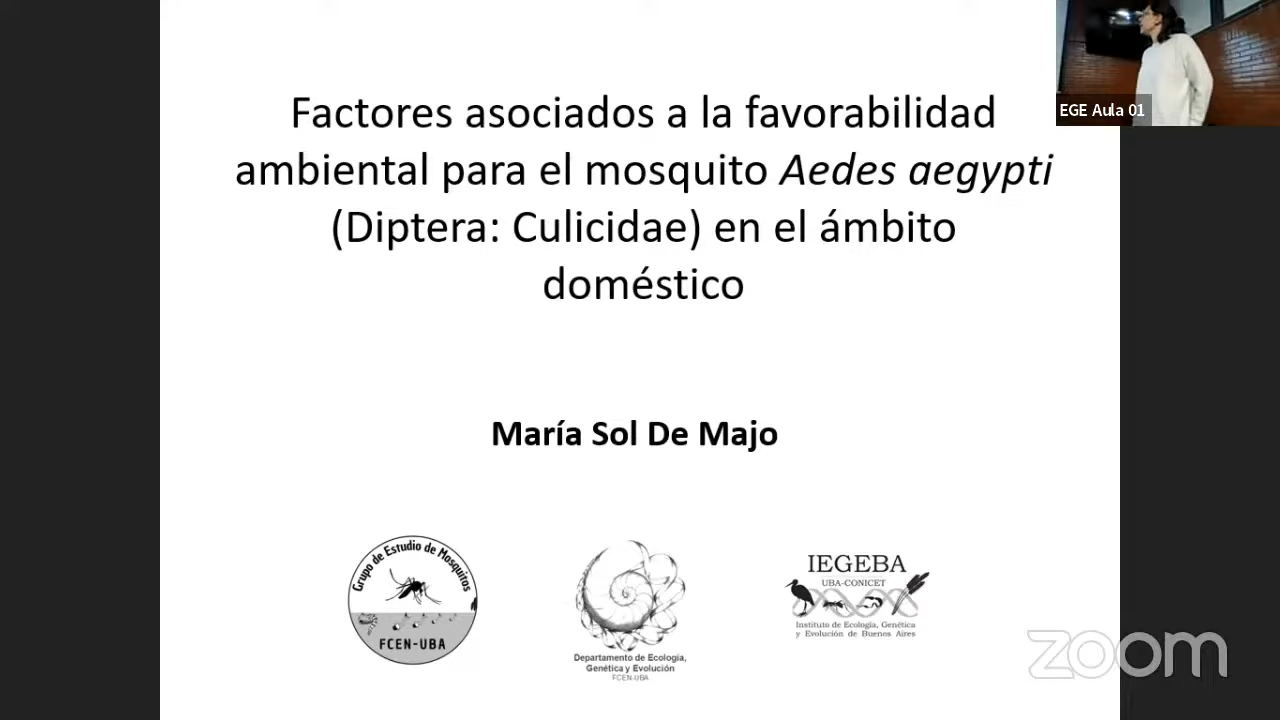 Factores asociados a la favorabilidad
ambiental para el mosquito Aedes aegypti
(Diptera: Culicidae) en el ámbito
doméstico
EGE Aula 01
María Sol De Majo
Grupo de Estudio de Mosquitos
FCEN-UBA
Departamento de Ecología,
Genética y Evolución
FCEN-UBA
IEGEBA
UBA-CONICET
Instituto de Ecología, Genética
y Evolución de Buenos Aires
zoom